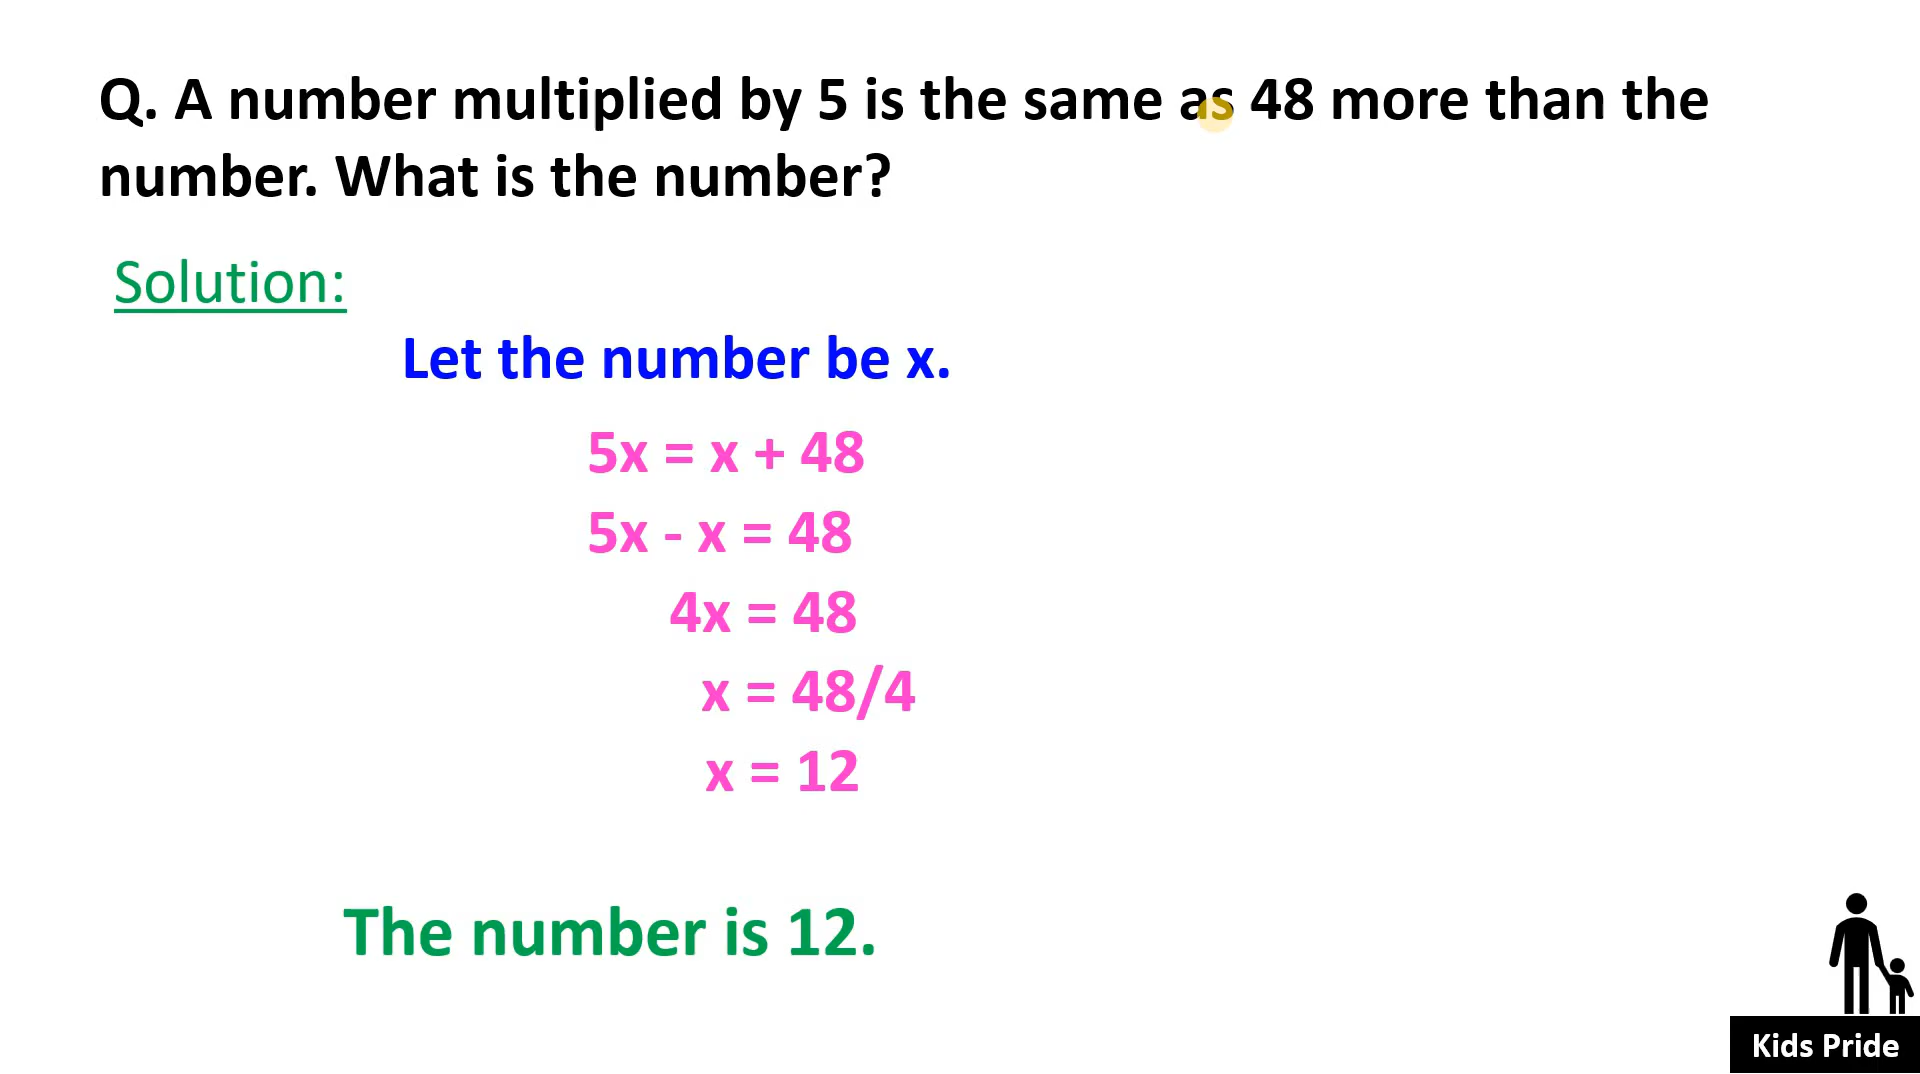 Q. A number multiplied by 5 is the same as 48 more than the
number. What is the number?
Solution:
Let the number be x.
5x = x + 48
5x - x = 48
4x = 48
x = 48/4
x = 12
The number is 12.
Kids Pride